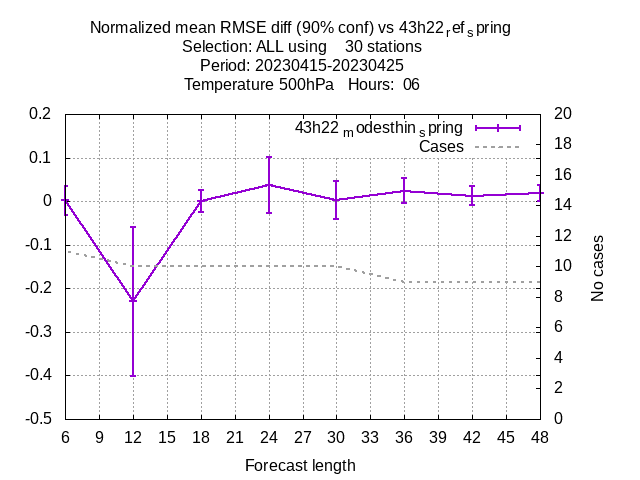 Normalized mean RMSE diff (90% conf) vs 43h22refspring
Selection: ALL using    30 stations
Period: 20230415-20230425
Temperature 500hPa   Hours:  06
43h22modesthinspring
Cases
0.2
0.1
0
-0.1
-0.2
-0.3
-0.4
-0.5
20
18
16
14
12
10
8
6
4
2
0
No cases
6 9 12 15 18 21 24 27 30 33 36 39 42 45 48
Forecast length